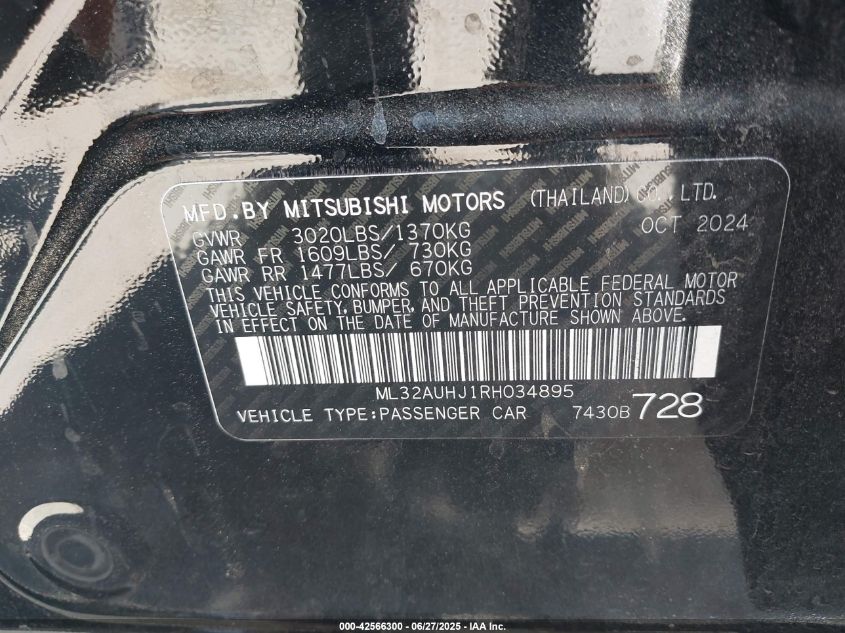 MFD.BY MITSUBISHI MOTORS (THAILAND) CO.,LTD.
OCT 2024
GVWR 3020LBS/1370KG
GAWR FR 1609LBS/ 730KG
GAWR RR 1477LBS/ 670KG
THIS VEHICLE CONFORMS TO ALL APPLICABLE FEDERAL MOTOR
VEHICLE SAFETY, BUMPER, AND THEFT PREVENTION STANDARDS
IN EFFECT ON THE DATE OF MANUFACTURE SHOWN ABOVE.
ML32AUHJ1RH034895
VEHICLE TYPE:PASSENGER CAR 7430B 728
000-42566300 - 06/27/2025 - IAA Inc.